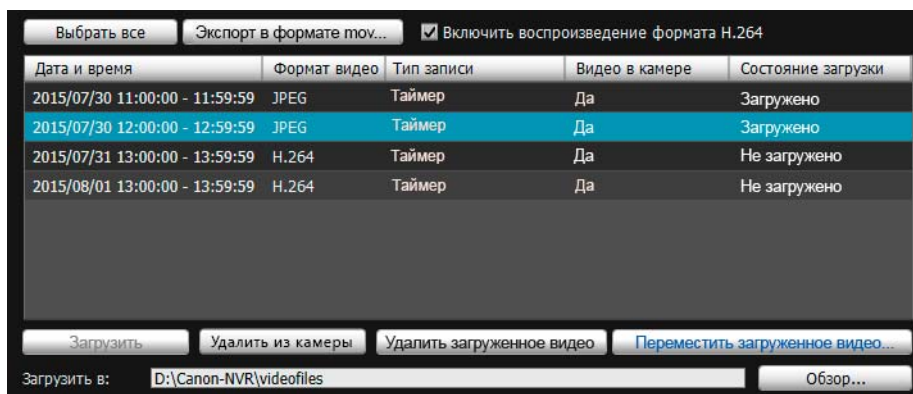 Выбрать все Экспорт в формате mov... Включить воспроизведение формата H.264
Дата и время Формат видео Тип записи Видео в камере Состояние загрузки
2015/07/30 11:00:00 - 11:59:59 JPEG Таймер Да Загружено
2015/07/30 12:00:00 - 12:59:59 JPEG Таймер Да Загружено
2015/07/31 13:00:00 - 13:59:59 H.264 Таймер Да Не загружено
2015/08/01 13:00:00 - 13:59:59 H.264 Таймер Да Не загружено
Загрузить Удалить из камеры Удалить загруженное видео Переместить загруженное видео...
Загрузить в: D:\Canon-NVR\videofiles Обзор...